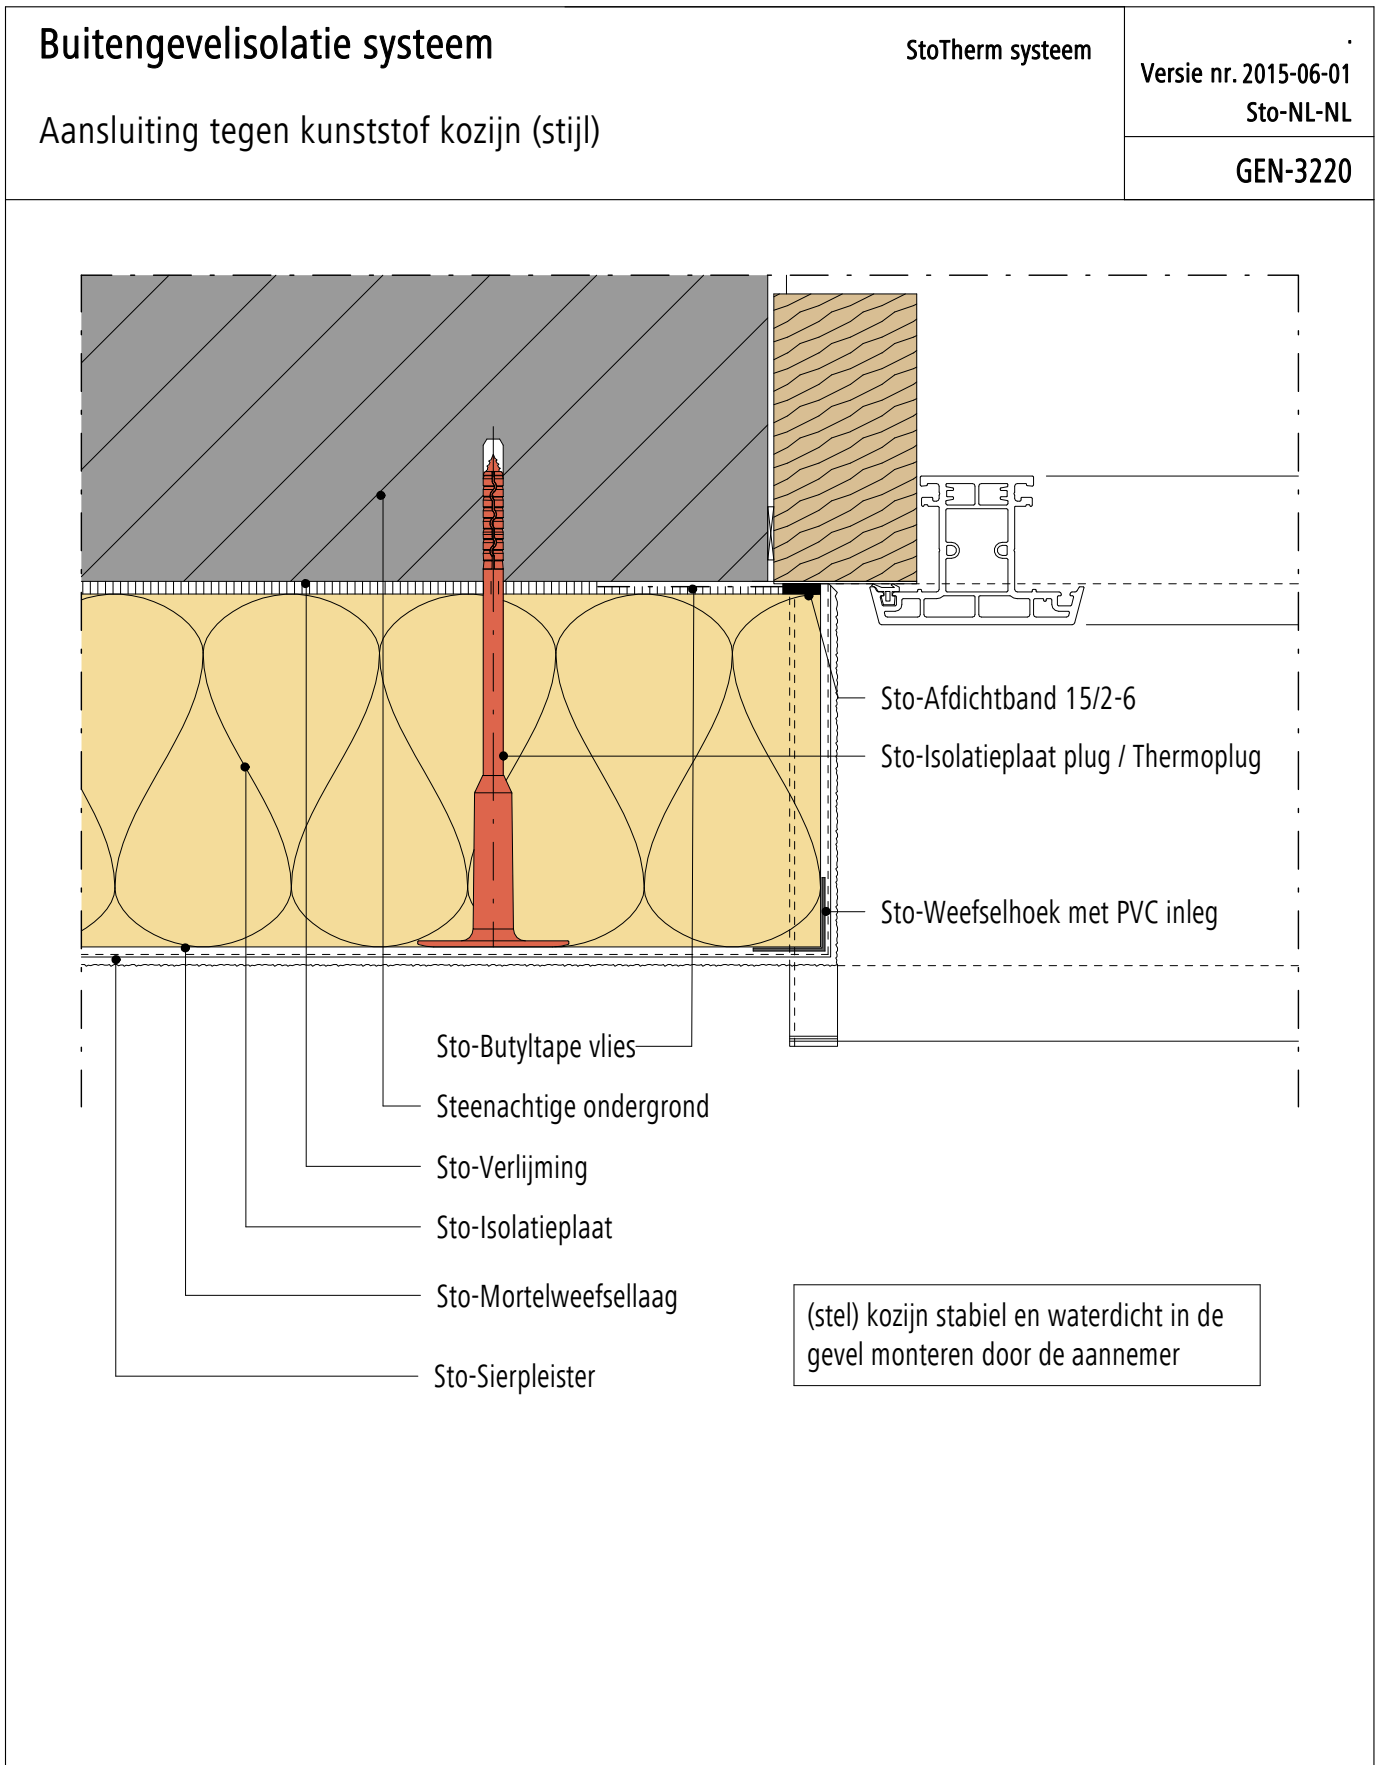 Buitengevelisolatie systeem
StoTherm systeem
.
Versie nr. 2015-06-01
Sto-NL-NL
Aansluiting tegen kunststof kozijn (stijl)
GEN-3220
Sto-Afdichtband 15/2-6
Sto-Isolatieplaat plug / Thermoplug
Sto-Weefselhoek met PVC inleg
Sto-Butyltape vlies
Steenachtige ondergrond
Sto-Verlijming
Sto-Isolatieplaat
Sto-Mortelweefsellaag
Sto-Sierpleister
(stel) kozijn stabiel en waterdicht in de
gevel monteren door de aannemer